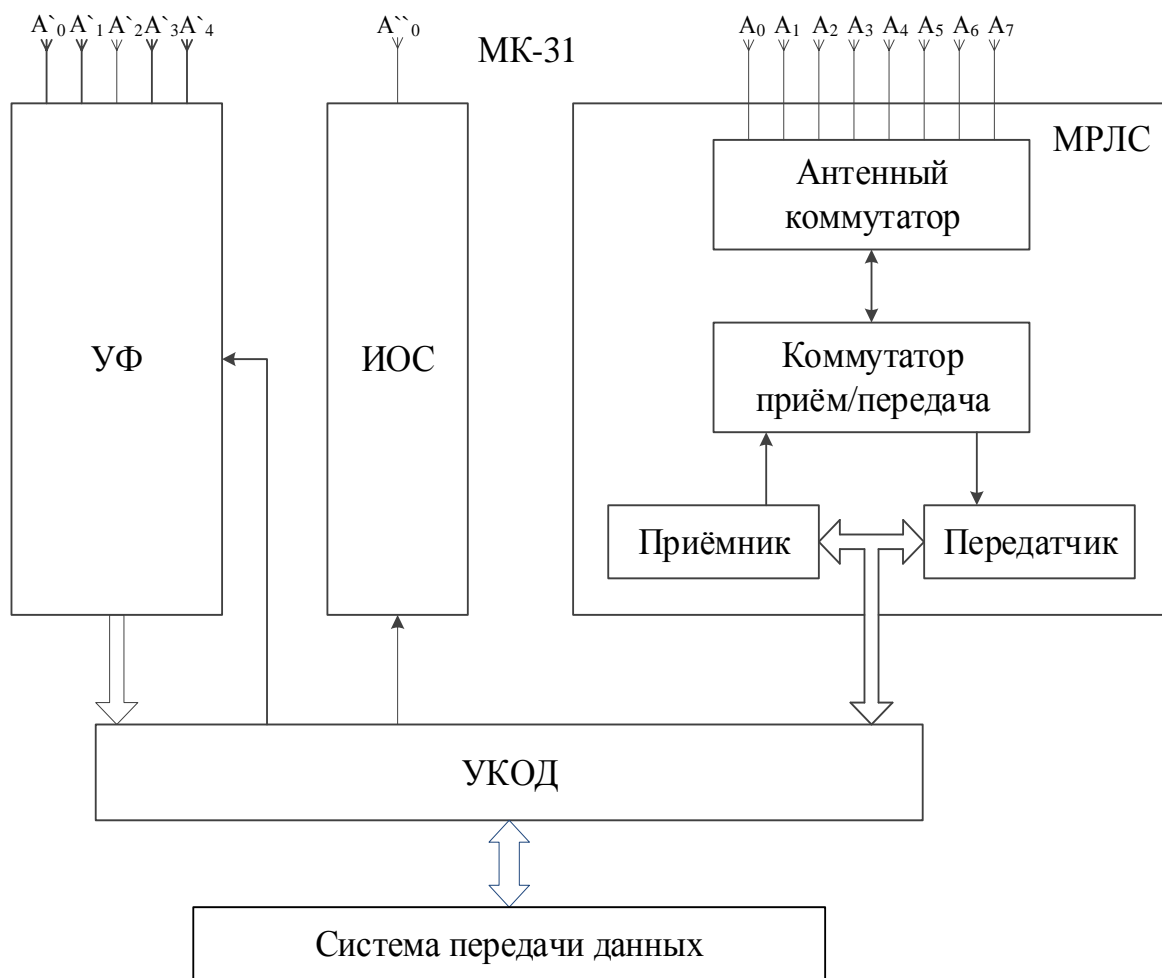 A`0 A`1 A`2 A`3 A`4
A``0
A0 A1 A2 A3 A4 A5 A6 A7
МК-31
МРЛС
Антенный
коммутатор
УФ
ИОС
Коммутатор
приём/передача
Приёмник
Передатчик
УКОД
Система передачи данных